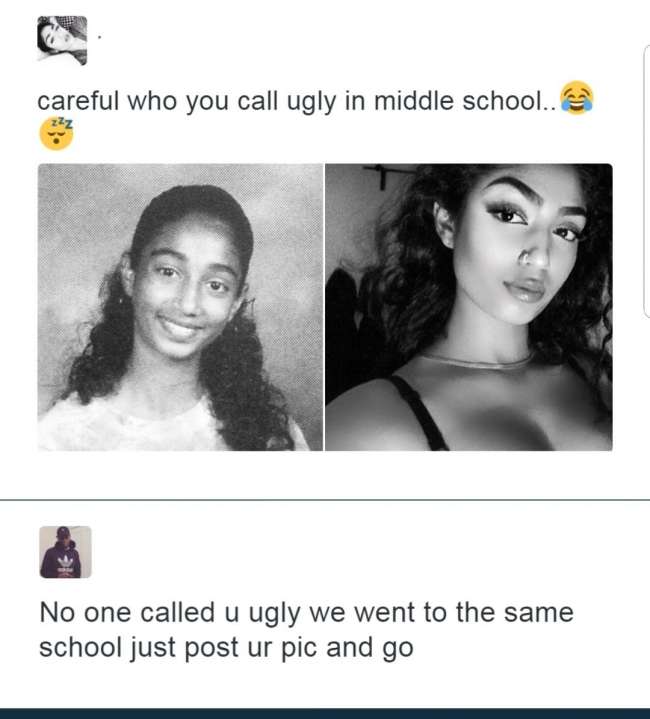 careful who you call ugly in middle school..😂
😴
No one called u ugly we went to the same
school just post ur pic and go